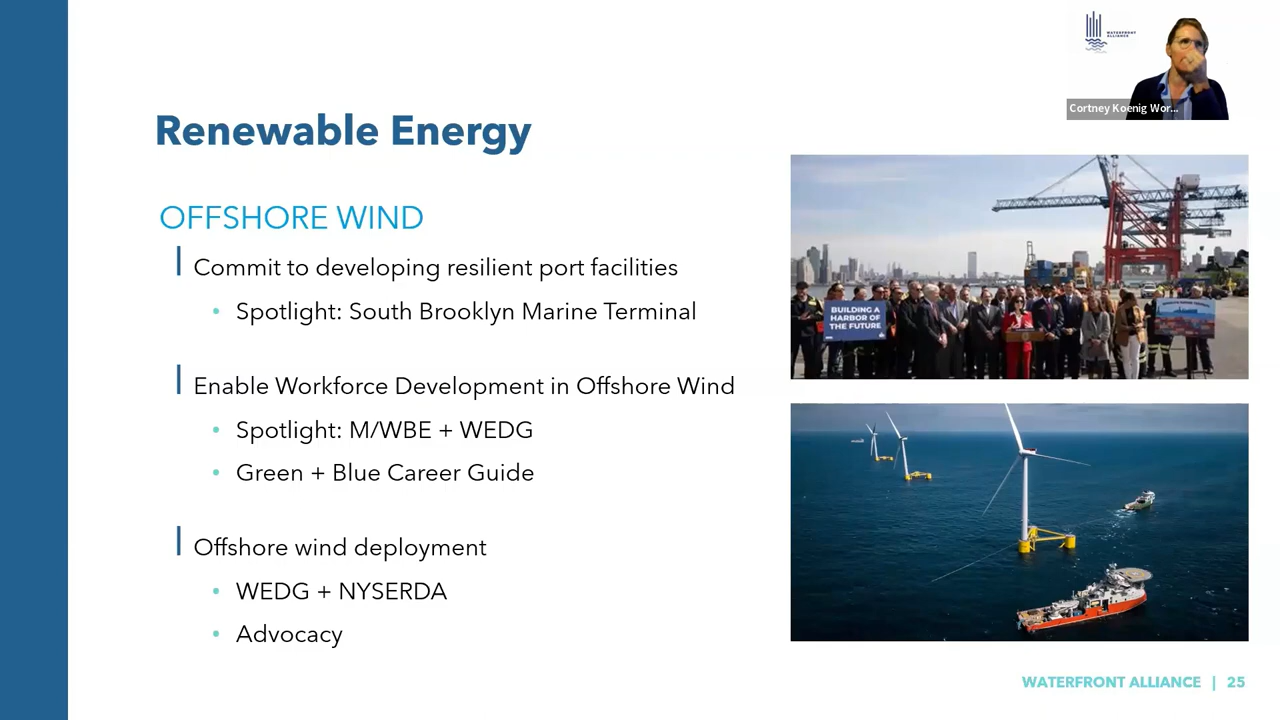 WATERFRONT
ALLIANCE
Cortney Koenig Wor...
Renewable Energy
OFFSHORE WIND
Commit to developing resilient port facilities
• Spotlight: South Brooklyn Marine Terminal
Enable Workforce Development in Offshore Wind
• Spotlight: M/WBE + WEDG
• Green + Blue Career Guide
Offshore wind deployment
• WEDG + NYSERDA
• Advocacy
BUILDING A
HARBOR OF
THE FUTURE
WATERFRONT ALLIANCE | 25